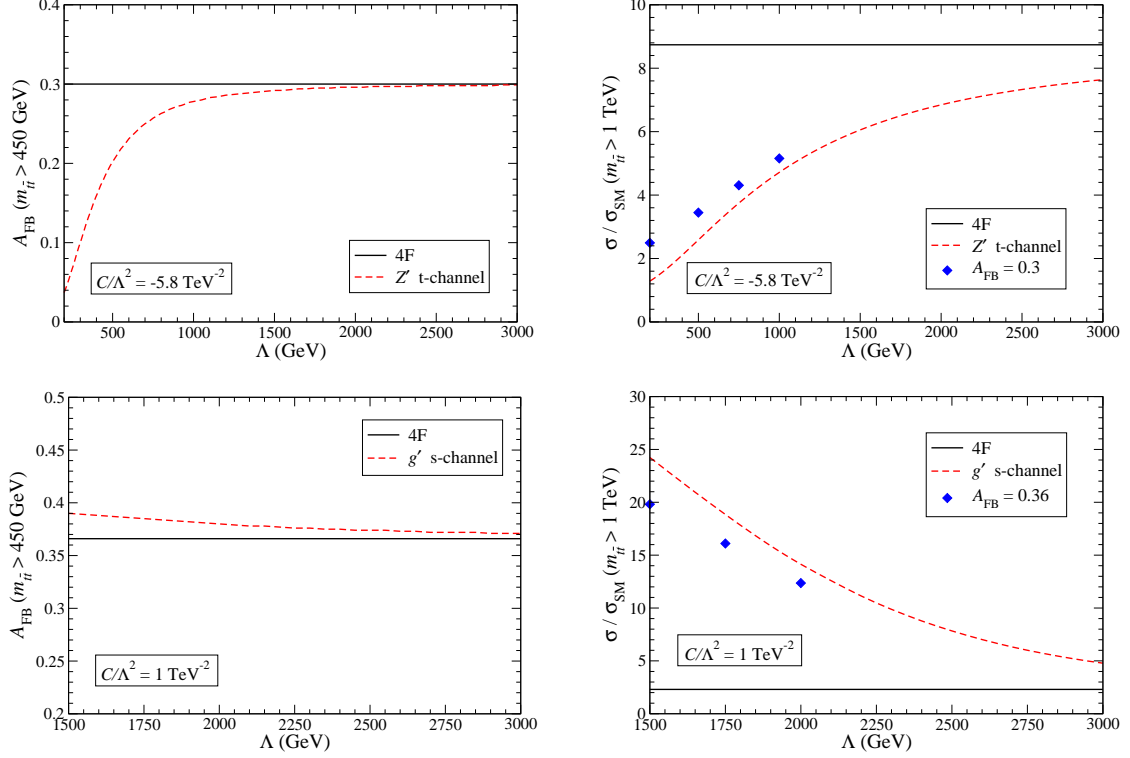 0.4
0.3
0.2
0.1
0
A_FB (m_tt̄ > 450 GeV)
500 1000 1500 2000 2500 3000
Λ (GeV)
4F
Z′ t-channel
C/Λ² = -5.8 TeV⁻²
10
8
6
4
2
0
σ / σ_SM (m_tt̄ > 1 TeV)
500 1000 1500 2000 2500 3000
Λ (GeV)
4F
Z′ t-channel
A_FB = 0.3
C/Λ² = -5.8 TeV⁻²
0.5
0.45
0.4
0.35
0.3
0.25
0.2
A_FB (m_tt̄ > 450 GeV)
1500 1750 2000 2250 2500 2750 3000
Λ (GeV)
4F
g′ s-channel
C/Λ² = 1 TeV⁻²
30
25
20
15
10
5
0
σ / σ_SM (m_tt̄ > 1 TeV)
1500 1750 2000 2250 2500 2750 3000
Λ (GeV)
4F
g′ s-channel
A_FB = 0.36
C/Λ² = 1 TeV⁻²